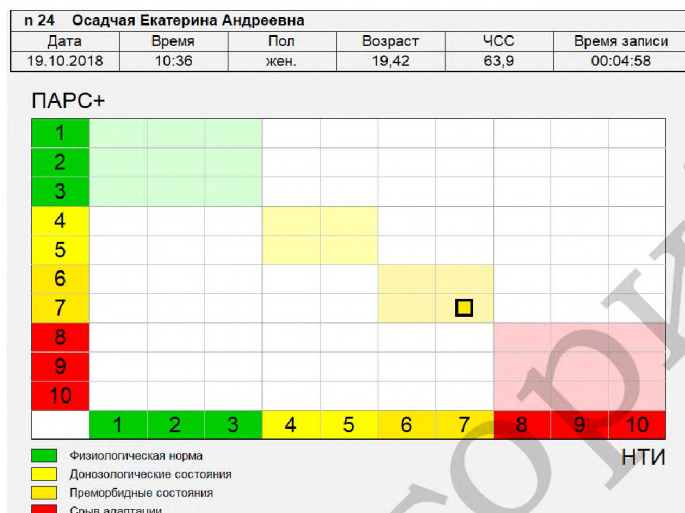 n 24 Осадчая Екатерина Андреевна
Дата Время Пол Возраст ЧСС Время записи
19.10.2018 10:36 жен. 19,42 63,9 00:04:58
ПАРС+
1
2
3
4
5
6
7
8
9
10
1 2 3 4 5 6 7 8 9 10
НТИ
Физиологическая норма
Донозологические состояния
Преморбидные состояния
Срыв адаптации